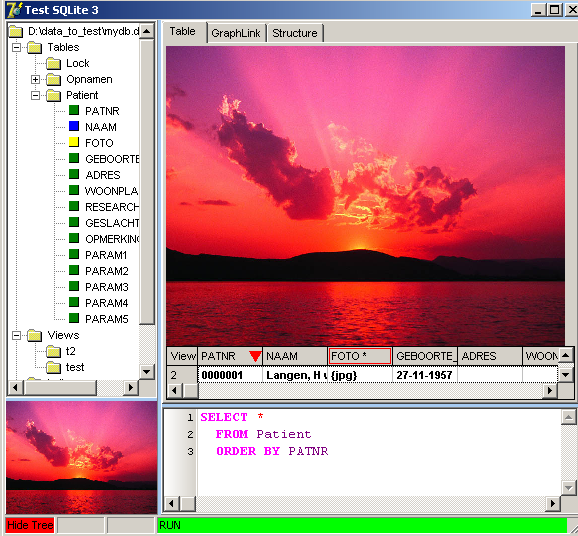 Test SQLite 3
D:\data_to_test\mydb.d
Tables
Lock
Opnamen
Patient
PATNR
NAAM
FOTO
GEBOORTE
ADRES
WOONPLA
RESEARCH
GESLACHT
OPMERKING
PARAM1
PARAM2
PARAM3
PARAM4
PARAM5
Views
t2
test
Hide Tree
Table GraphLink Structure
View PATNR NAAM FOTO * GEBOORTE_ ADRES WOON
2 0000001 Langen, H v {jpg} 27-11-1957
1 SELECT *
2 FROM Patient
3 ORDER BY PATNR
RUN